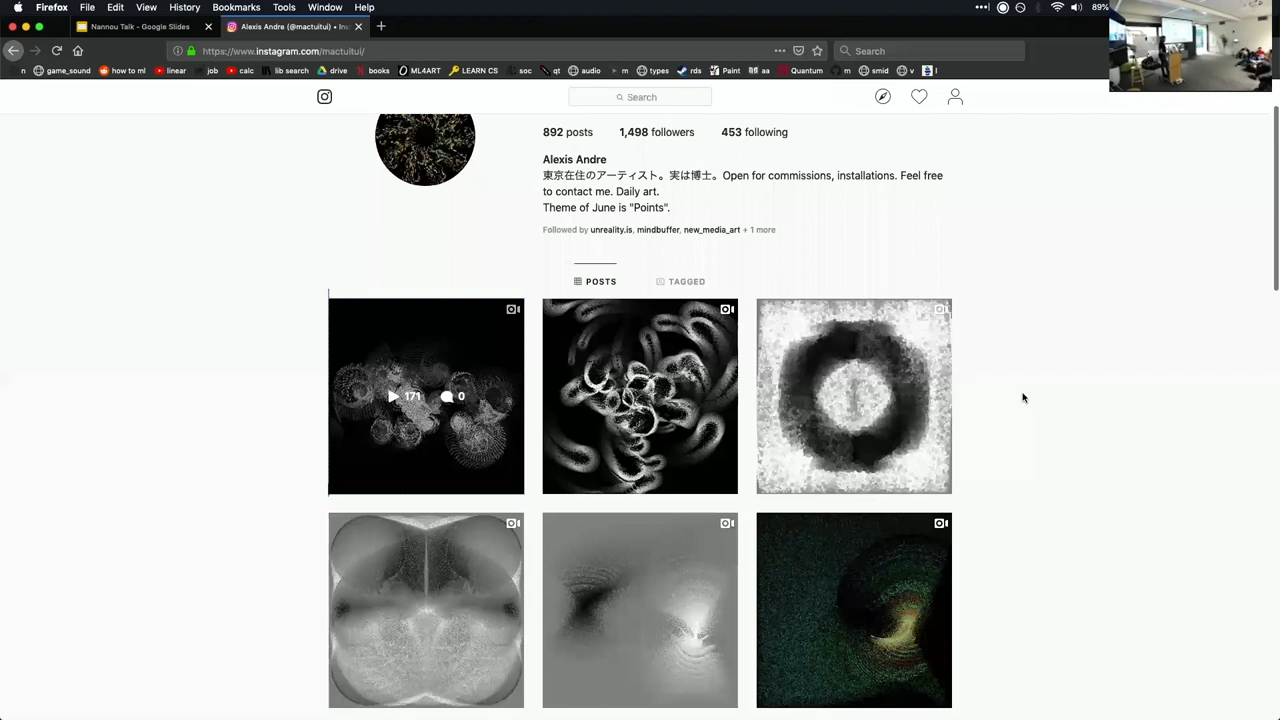 Firefox File Edit View History Bookmarks Tools Window Help
89%
Nannou Talk - Google Slides
Alexis Andre (@mactuitui) • Ins
https://www.instagram.com/mactuitui/
Search
n game_sound how to ml linear job calc lib search drive books ML4ART LEARN CS soc qt audio m types rds Paint aa Quantum m smid v I
Search
892 posts 1,498 followers 453 following
Alexis Andre
東京在住のアーティスト。実は博士。Open for commissions, installations. Feel free
to contact me. Daily art.
Theme of June is "Points".
Followed by unreality.is, mindbuffer, new_media_art + 1 more
POSTS TAGGED
171 0